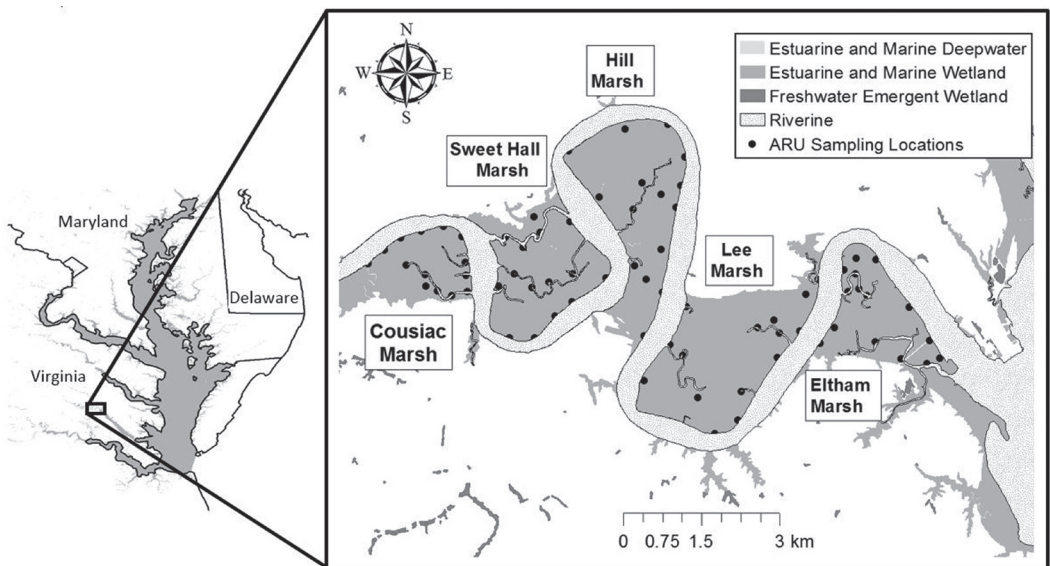 Maryland
Delaware
Virginia
N
W
E
S
Hill
Marsh
Sweet Hall
Marsh
Lee
Marsh
Cousiac
Marsh
Eltham
Marsh
Estuarine and Marine Deepwater
Estuarine and Marine Wetland
Freshwater Emergent Wetland
Riverine
ARU Sampling Locations
0 0.75 1.5 3 km